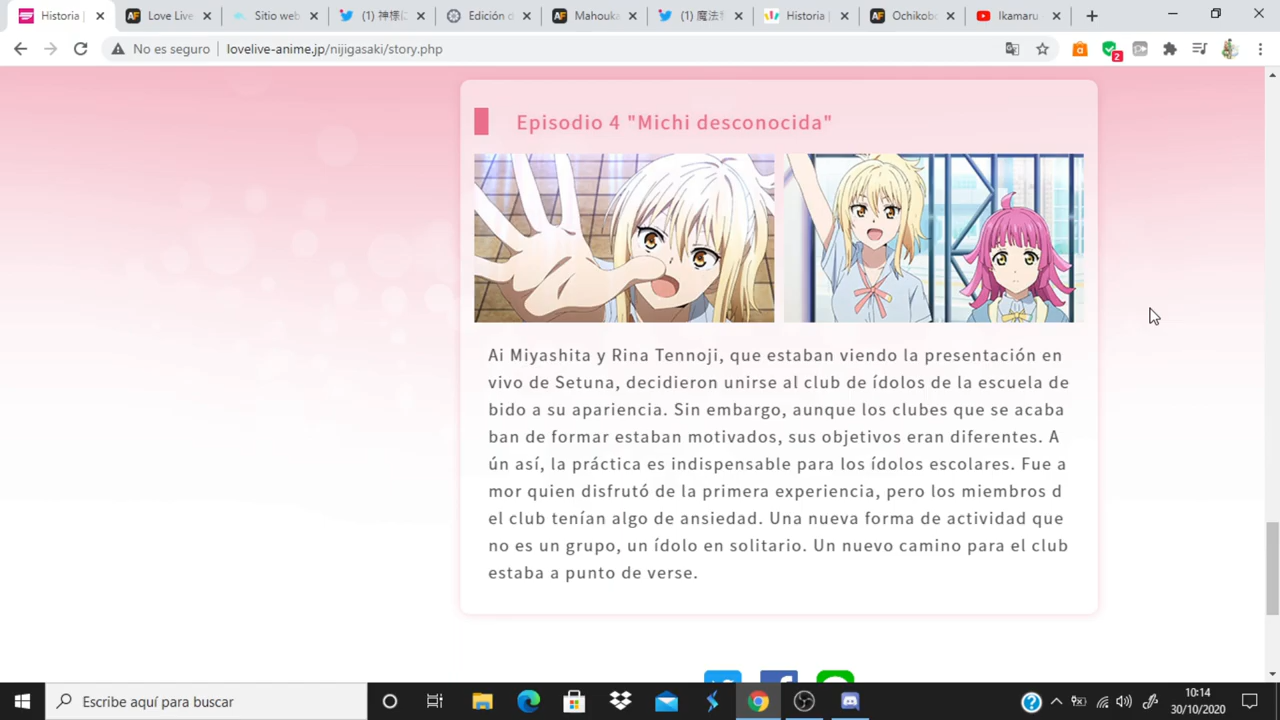 Historia |
Love Live
Sitio web
(1) 神様に
Edición d
Mahouka
(1) 魔法
Historia
Ochikobo
Ikamaru
No es seguro
lovelive-anime.jp/nijigasaki/story.php
2
Episodio 4 "Michi desconocida"
Ai Miyashita y Rina Tennoji, que estaban viendo la presentación en
vivo de Setuna, decidieron unirse al club de ídolos de la escuela de
bido a su apariencia. Sin embargo, aunque los clubes que se acaba
ban de formar estaban motivados, sus objetivos eran diferentes. A
ún así, la práctica es indispensable para los ídolos escolares. Fue a
mor quien disfrutó de la primera experiencia, pero los miembros d
el club tenían algo de ansiedad. Una nueva forma de actividad que
no es un grupo, un ídolo en solitario. Un nuevo camino para el club
estaba a punto de verse.
Escribe aquí para buscar
10:14
30/10/2020